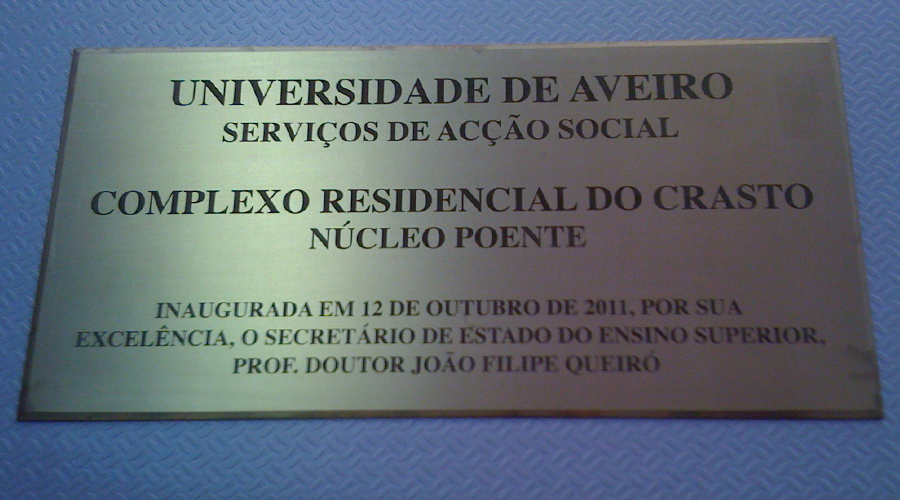 UNIVERSIDADE DE AVEIRO
SERVIÇOS DE ACÇÃO SOCIAL
COMPLEXO RESIDENCIAL DO CRASTO
NÚCLEO POENTE
INAUGURADA EM 12 DE OUTUBRO DE 2011, POR SUA
EXCELÊNCIA, O SECRETÁRIO DE ESTADO DO ENSINO SUPERIOR,
PROF. DOUTOR JOÃO FILIPE QUEIRÓ